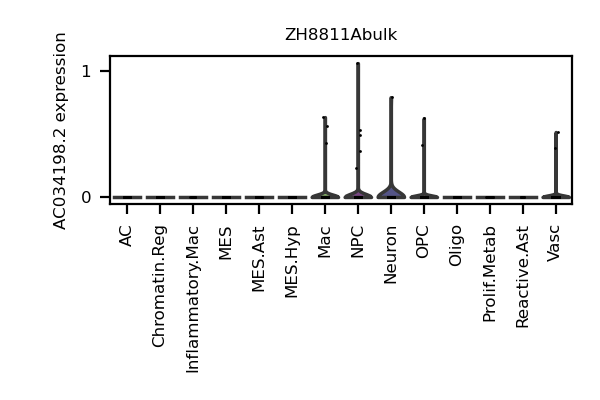 ZH8811Abulk
AC034198.2 expression
1
0
AC
Chromatin.Reg
Inflammatory.Mac
MES
MES.Ast
MES.Hyp
Mac
NPC
Neuron
OPC
Oligo
Prolif.Metab
Reactive.Ast
Vasc